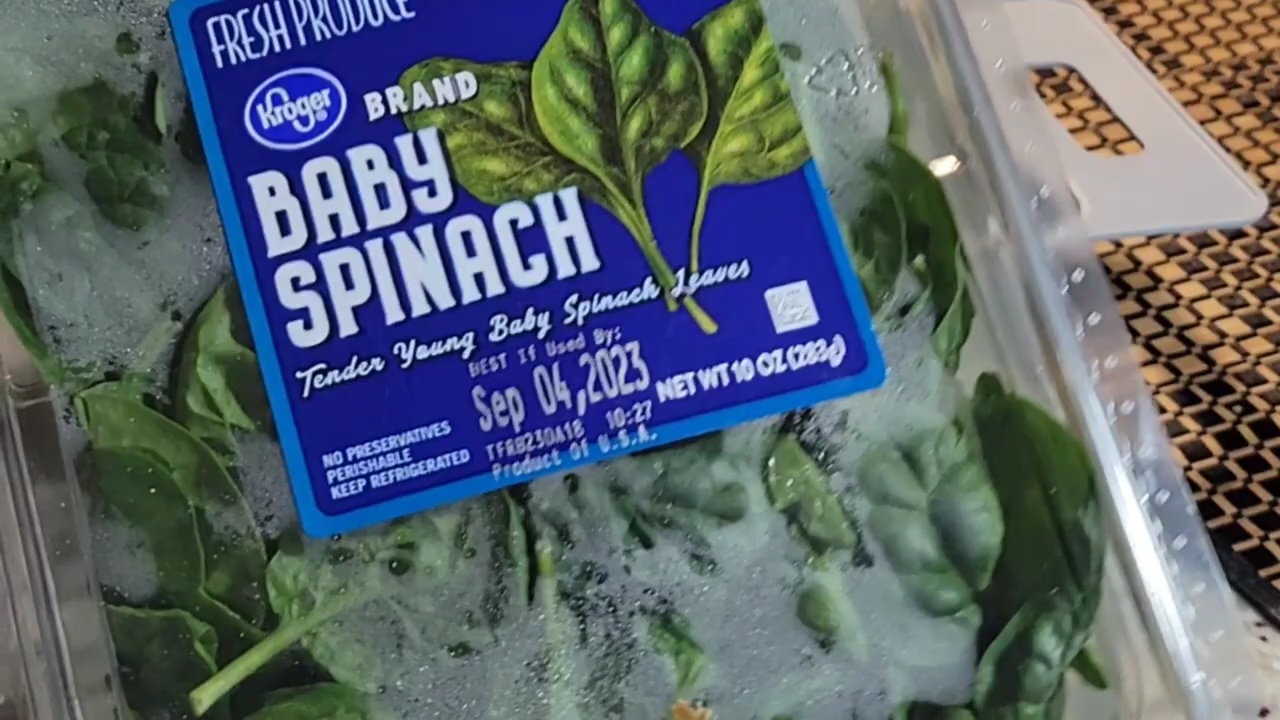 FRESH PRODUCE
Kroger®
BRAND
BABY
SPINACH
Tender Young Baby Spinach Leaves
BEST If Used By:
Sep 04,2023
TFRB230A18 10:27
Product Of U.S.A.
NET WT 10 OZ (283g)
NO PRESERVATIVES
PERISHABLE
KEEP REFRIGERATED